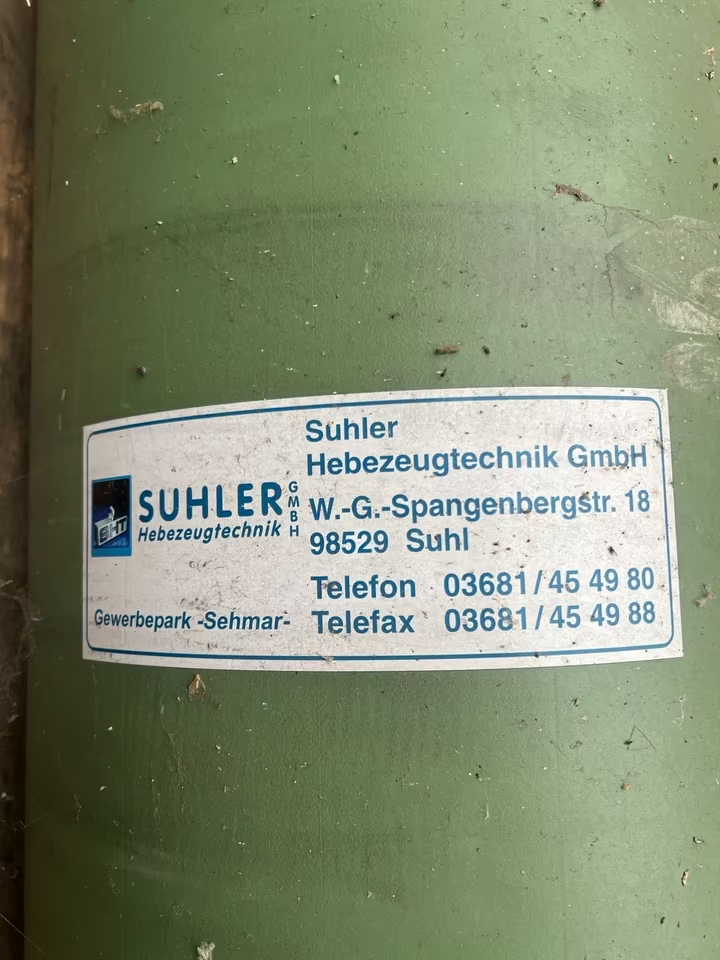 SUHLER GMBH
Hebezeugtechnik
Gewerbepark -Sehmar-
Suhler
Hebezeugtechnik GmbH
W.-G.-Spangenbergstr. 18
98529 Suhl
Telefon 03681/45 49 80
Telefax 03681/45 49 88